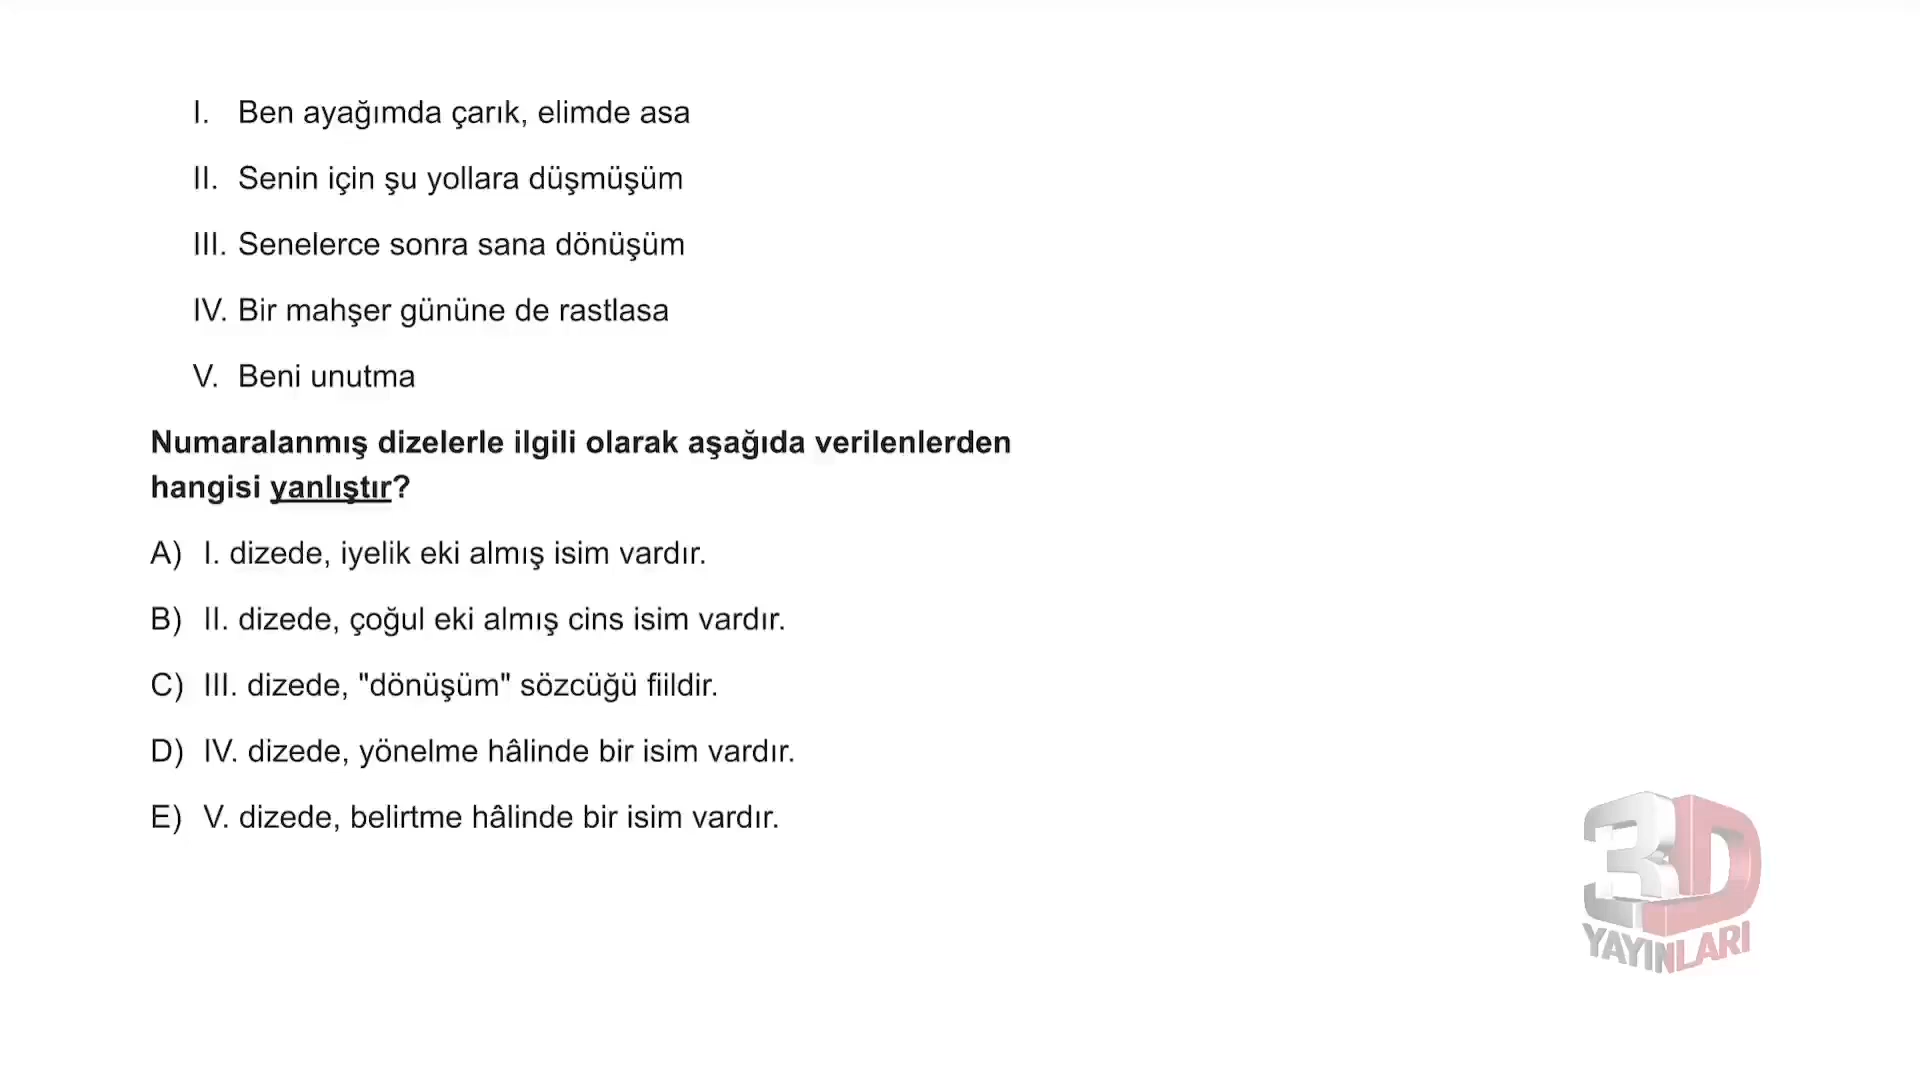 I. Ben ayağımda çarık, elimde asa
II. Senin için şu yollara düşmüşüm
III. Senelerce sonra sana dönüşüm
IV. Bir mahşer gününe de rastlasa
V. Beni unutma
Numaralanmış dizelerle ilgili olarak aşağıda verilenlerden
hangisi yanlıştır?
A) I. dizede, iyelik eki almış isim vardır.
B) II. dizede, çoğul eki almış cins isim vardır.
C) III. dizede, "dönüşüm" sözcüğü fiildir.
D) IV. dizede, yönelme hâlinde bir isim vardır.
E) V. dizede, belirtme hâlinde bir isim vardır.
3D
YAYINLARI